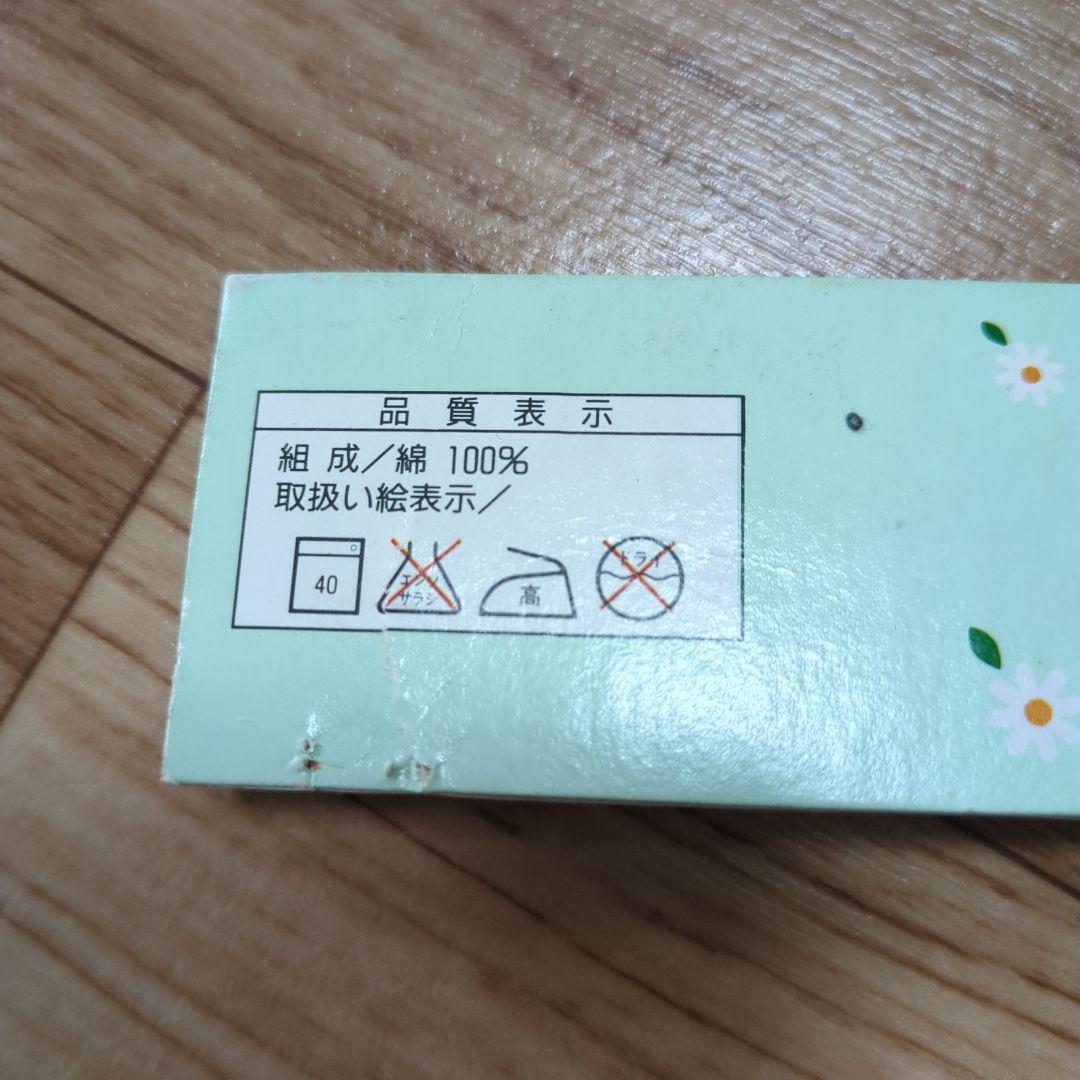 品質表示
組成/綿 100%
取扱い絵表示/
40
エンソ
サラシ
高
ドライ